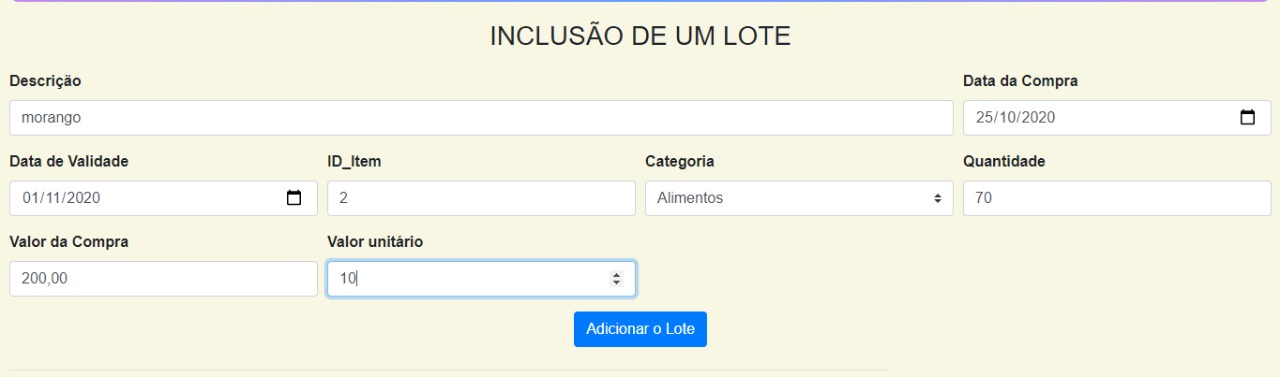 INCLUSÃO DE UM LOTE
Descrição Data da Compra
morango 25/10/2020
Data de Validade ID_Item Categoria Quantidade
01/11/2020 2 Alimentos 70
Valor da Compra Valor unitário
200,00 10
Adicionar o Lote